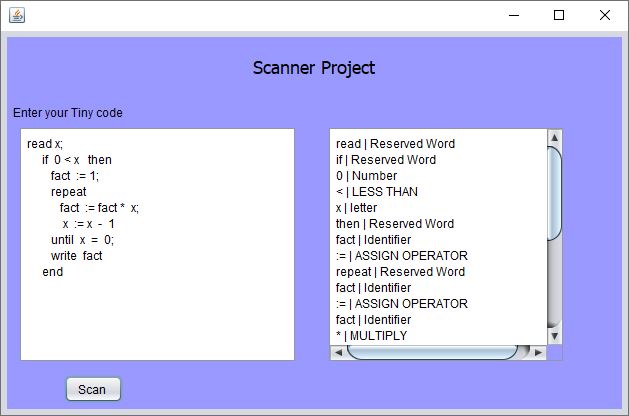 Scanner Project
Enter your Tiny code
read x;
if 0 < x then
fact := 1;
repeat
fact := fact * x;
x := x - 1
until x = 0;
write fact
end
read | Reserved Word
if | Reserved Word
0 | Number
< | LESS THAN
x | letter
then | Reserved Word
fact | Identifier
:= | ASSIGN OPERATOR
repeat | Reserved Word
fact | Identifier
:= | ASSIGN OPERATOR
fact | Identifier
* | MULTIPLY
Scan